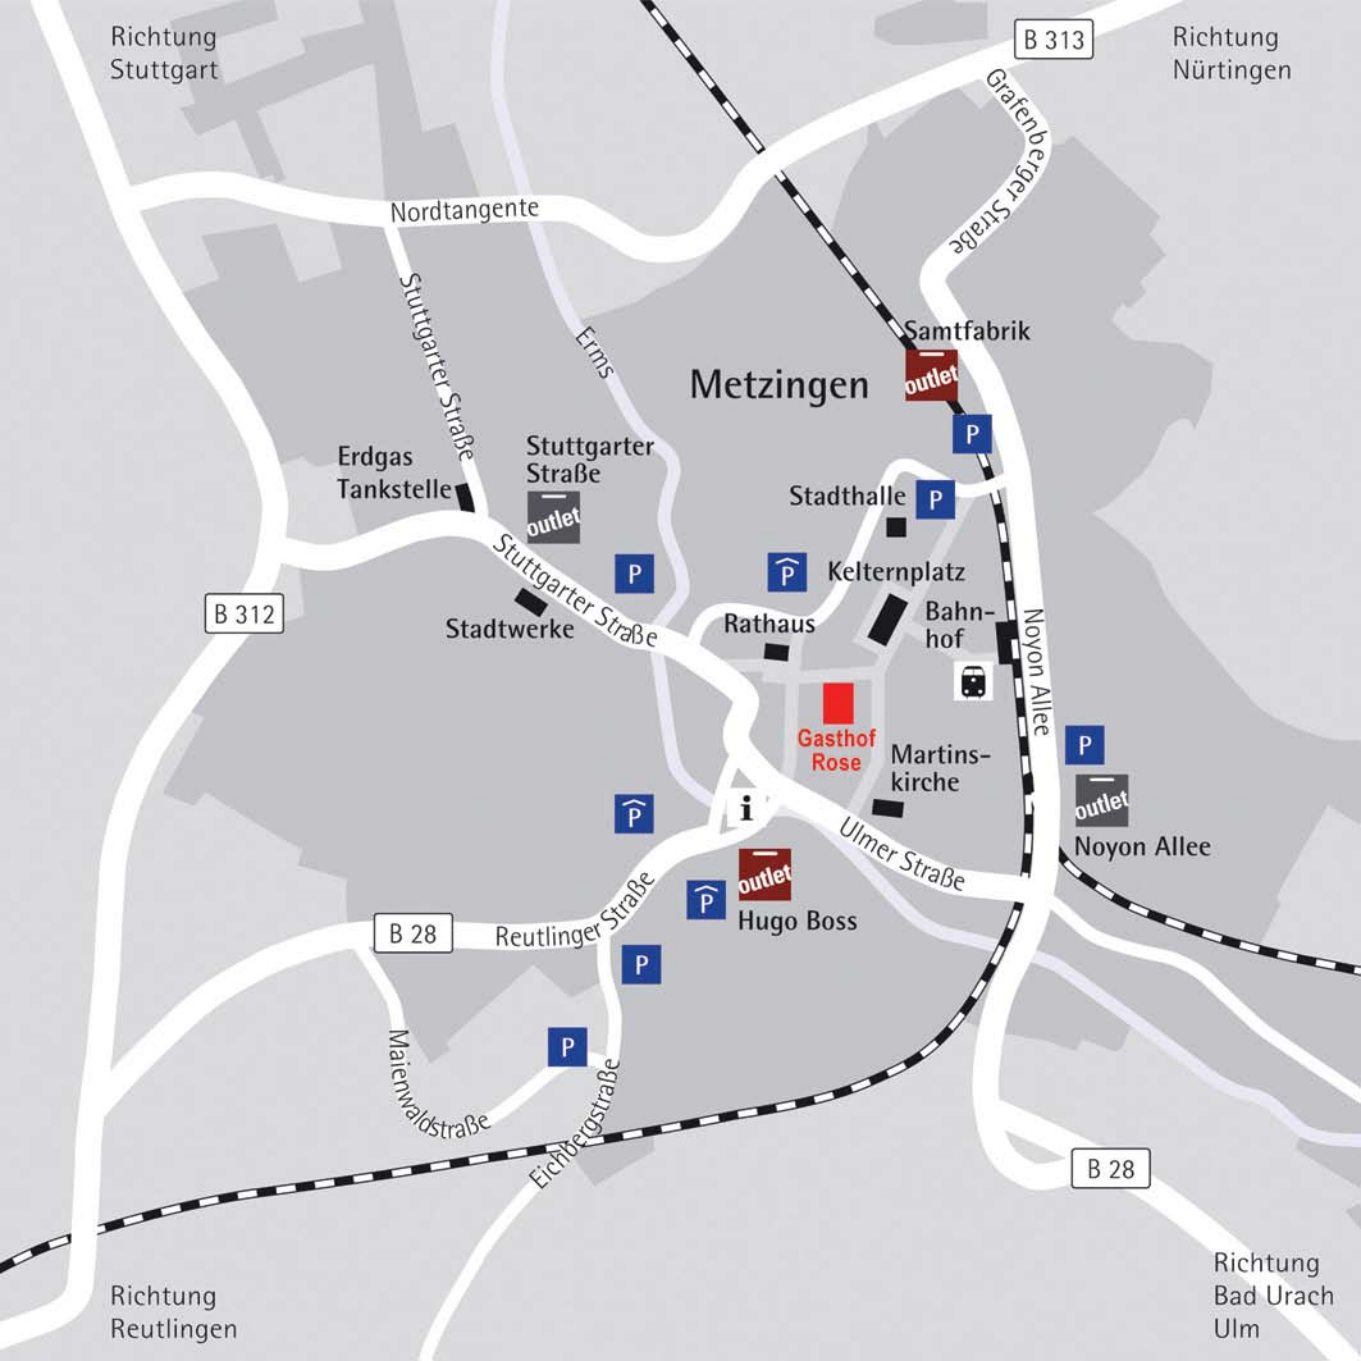 Richtung
Stuttgart
B 313
Richtung
Nürtingen
Grafenberger Straße
Nordtangente
Stuttgarter Straße
Erms
Samtfabrik
outlet
Metzingen
P
Erdgas
Tankstelle
Stuttgarter
Straße
outlet
Stadthalle
P
Stuttgarter Straße
P
P
Kelternplatz
B 312
Stadtwerke
Rathaus
Bahn-
hof
Noyon Allee
Gasthof
Rose
P
Martins-
kirche
outlet
Noyon Allee
P
i
Ulmer Straße
outlet
P
Hugo Boss
B 28
Reutlinger Straße
P
P
Maienwaldstraße
Eichbergstraße
B 28
Richtung
Reutlingen
Richtung
Bad Urach
Ulm